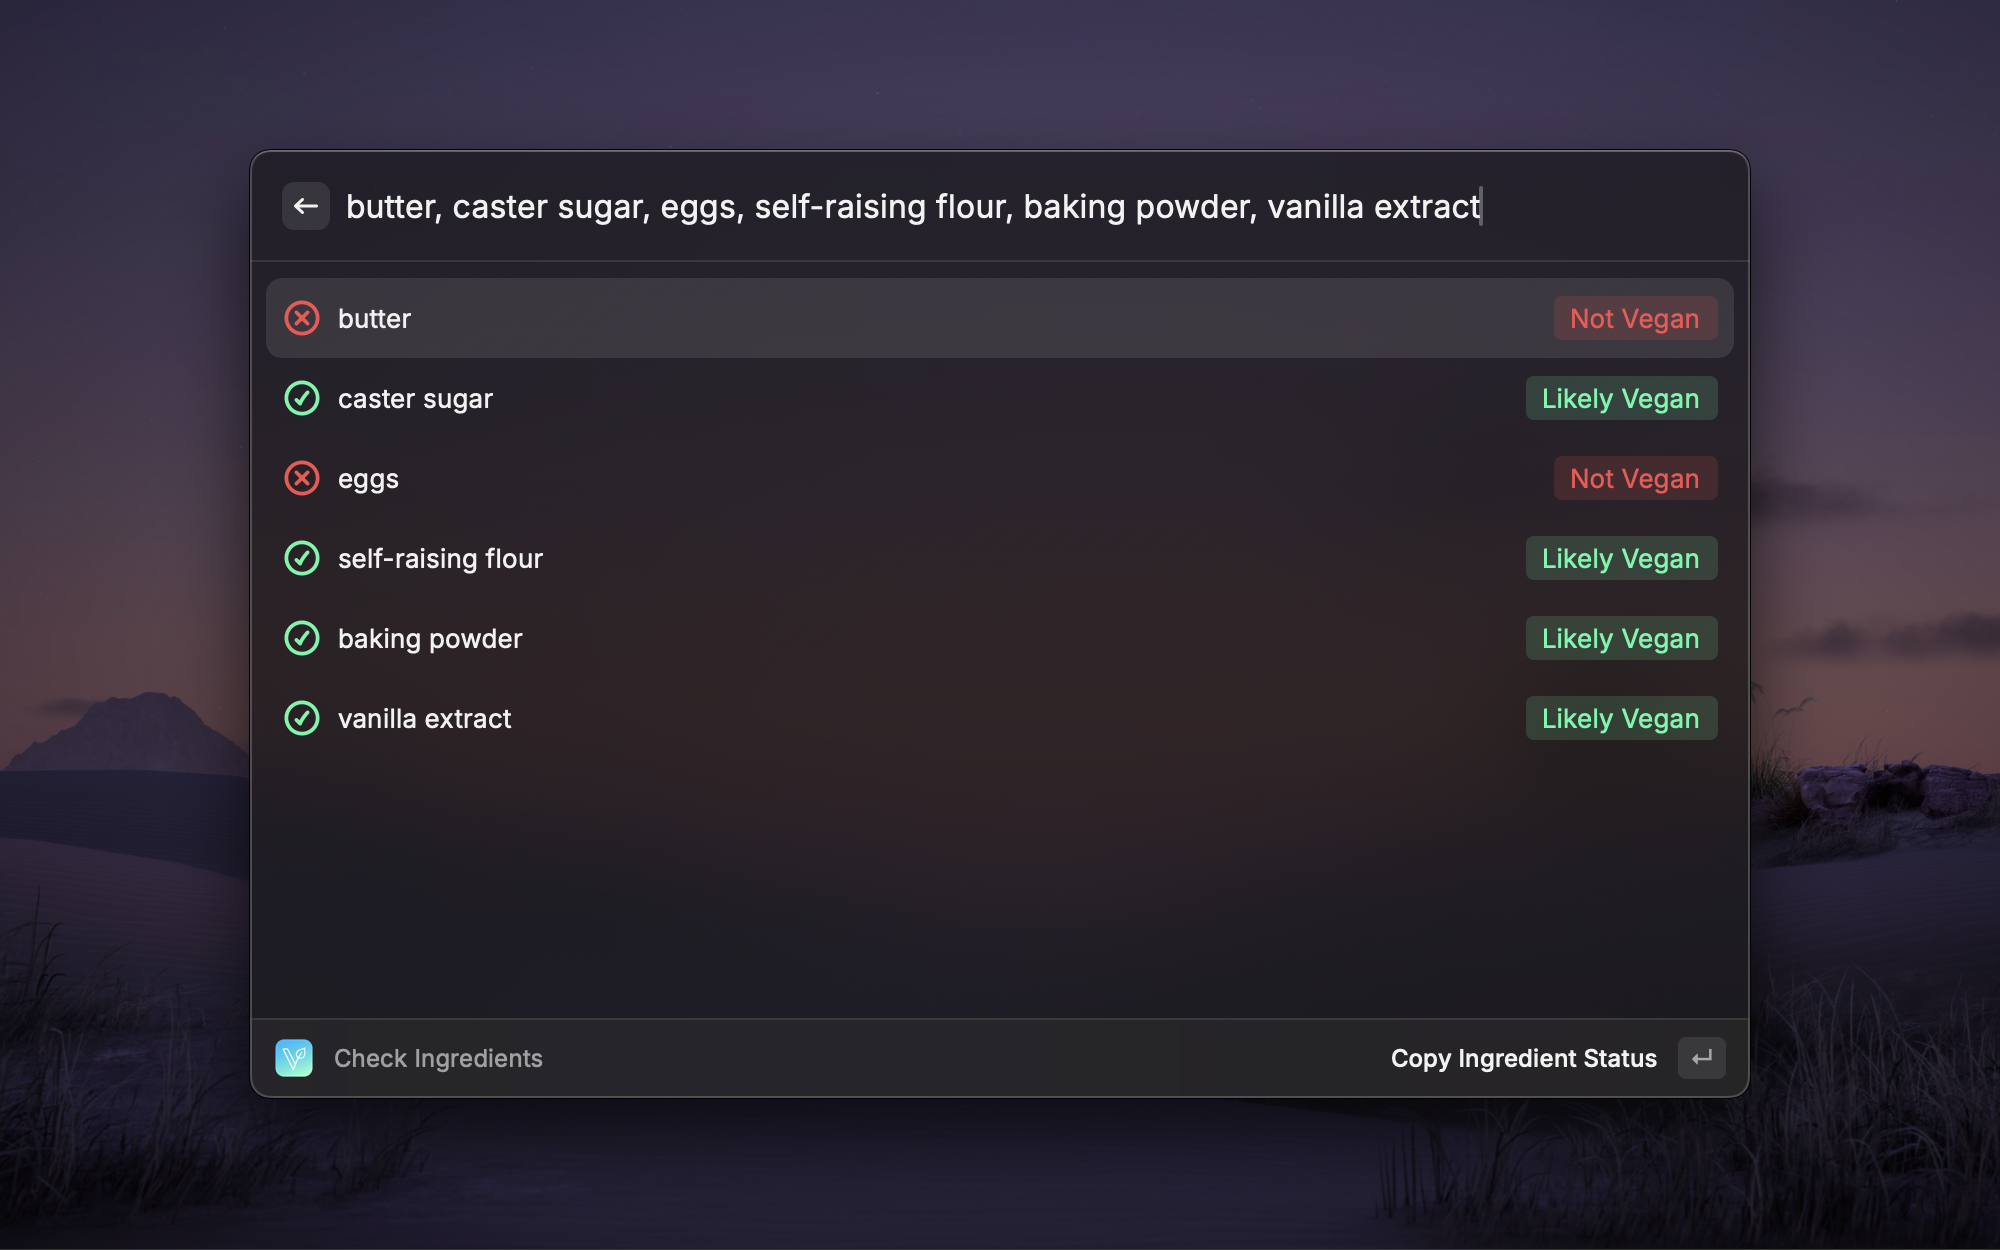 butter, caster sugar, eggs, self-raising flour, baking powder, vanilla extract
butter Not Vegan
caster sugar Likely Vegan
eggs Not Vegan
self-raising flour Likely Vegan
baking powder Likely Vegan
vanilla extract Likely Vegan
Check Ingredients Copy Ingredient Status